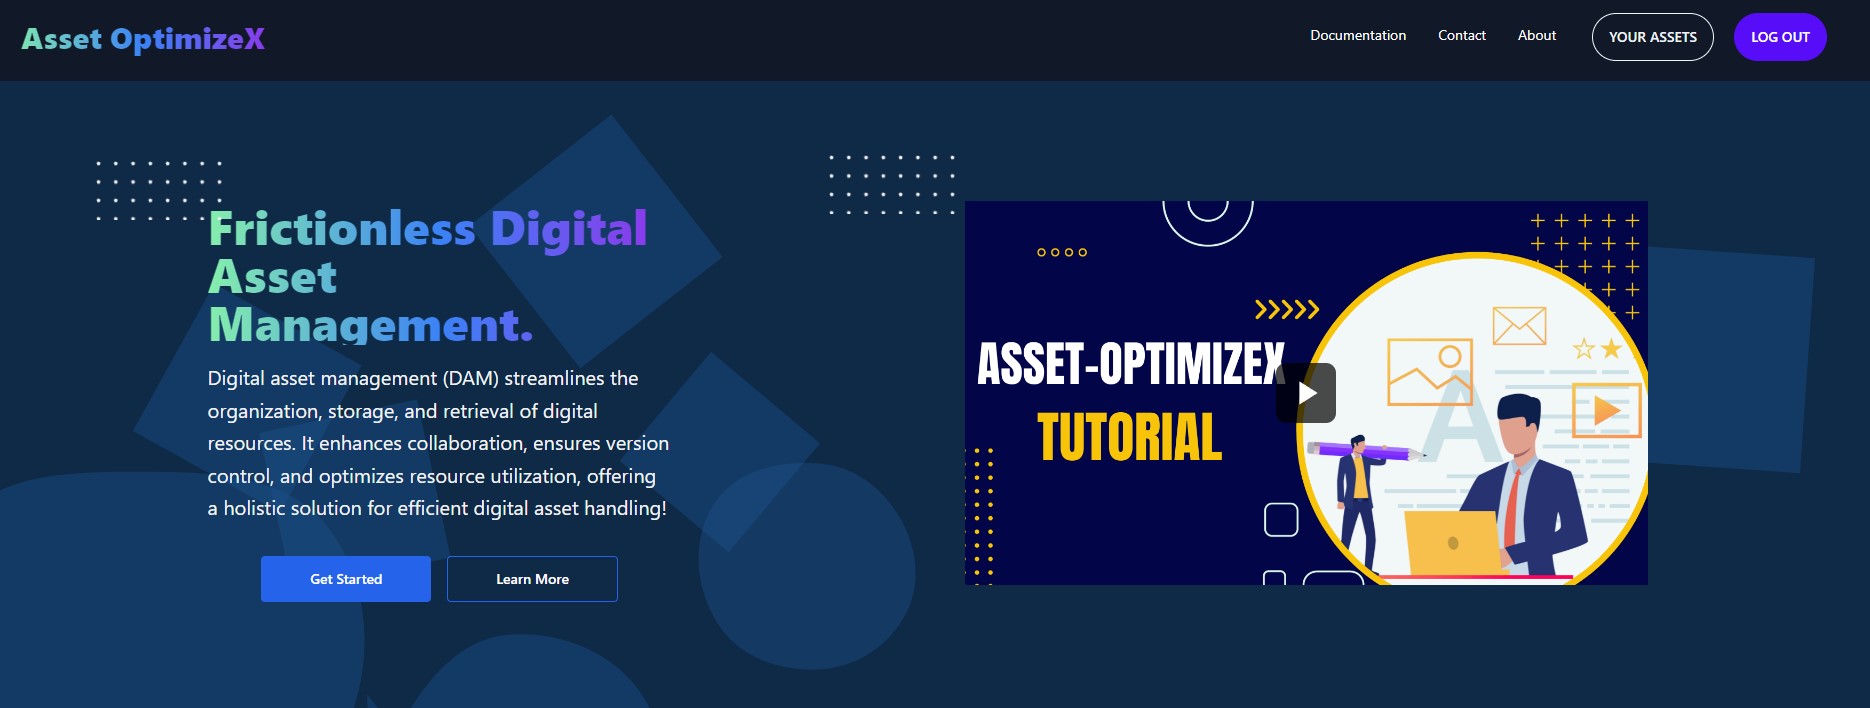 Asset OptimizeX
Documentation
Contact
About
YOUR ASSETS
LOG OUT
Frictionless Digital
Asset
Management.
Digital asset management (DAM) streamlines the
organization, storage, and retrieval of digital
resources. It enhances collaboration, ensures version
control, and optimizes resource utilization, offering
a holistic solution for efficient digital asset handling!
Get Started
Learn More
ASSET-OPTIMIZEX
TUTORIAL
A